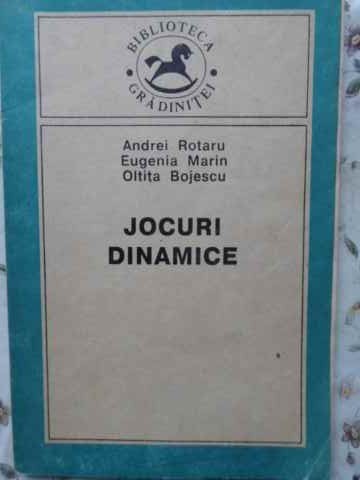 BIBLIOTECA
GRĂDINIȚEI
Andrei Rotaru
Eugenia Marin
Oltița Bojescu
JOCURI
DINAMICE